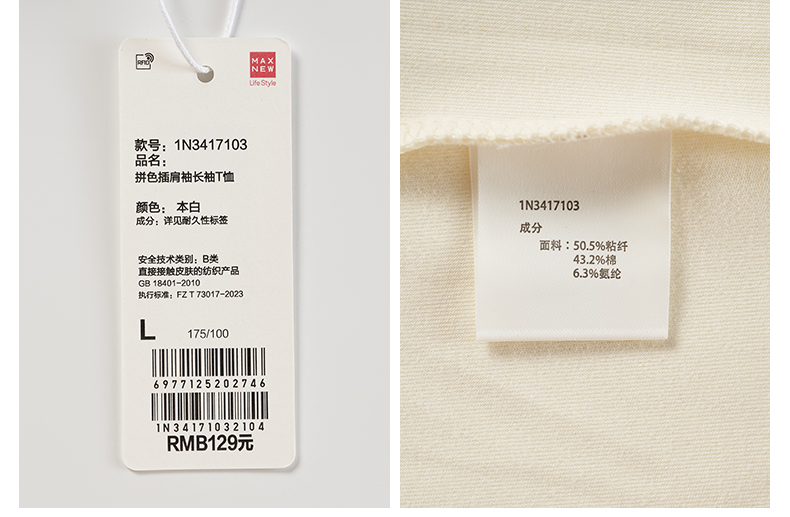 RFID
MAX
NEW
Life Style
款号：1N3417103
品名：
拼色插肩袖长袖T恤
颜色：本白
成分：详见耐久性标签
安全技术类别：B类
直接接触皮肤的纺织产品
GB 18401-2010
执行标准：FZ T 73017-2023
L 175/100
6977125202746
1N34171032104
RMB129元
1N3417103
成分
面料：50.5%粘纤
43.2%棉
6.3%氨纶